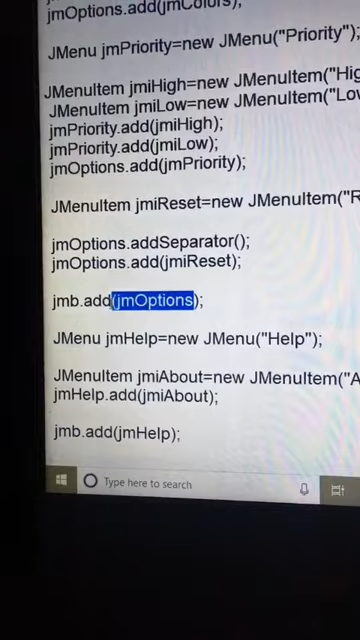 jmOptions.add(jmColors);
JMenu jmPriority=new JMenu("Priority");
JMenuItem jmiHigh=new JMenuItem("Hig
JMenuItem jmiLow=new JMenuItem("Lov
jmPriority.add(jmiHigh);
jmPriority.add(jmiLow);
jmOptions.add(jmPriority);
JMenuItem jmiReset=new JMenuItem("R
jmOptions.addSeparator();
jmOptions.add(jmiReset);
jmb.add(jmOptions);
JMenu jmHelp=new JMenu("Help");
JMenuItem jmiAbout=new JMenuItem("A
jmHelp.add(jmiAbout);
jmb.add(jmHelp);
Type here to search